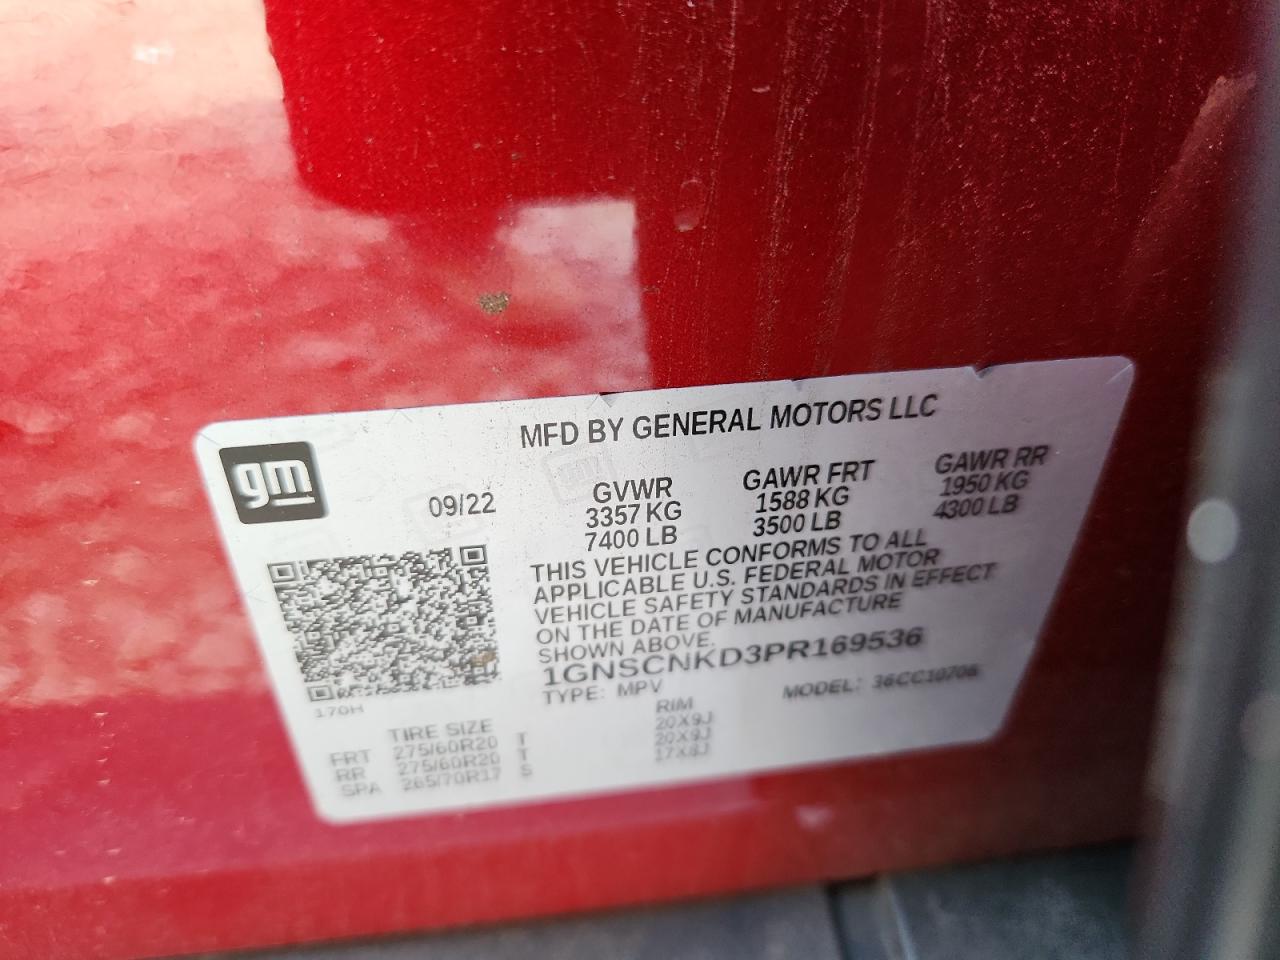 MFD BY GENERAL MOTORS LLC
gm
09/22
GVWR GAWR FRT GAWR RR
3357 KG 1588 KG 1950 KG
7400 LB 3500 LB 4300 LB
THIS VEHICLE CONFORMS TO ALL
APPLICABLE U.S. FEDERAL MOTOR
VEHICLE SAFETY STANDARDS IN EFFECT
ON THE DATE OF MANUFACTURE
SHOWN ABOVE.
1GNSCNKD3PR169536
TYPE: MPV MODEL: 36CC10706
170H
TIRE SIZE RIM
FRT 275/60R20 T 20X9J
RR 275/60R20 T 20X9J
SPA 265/70R17 S 17X8J